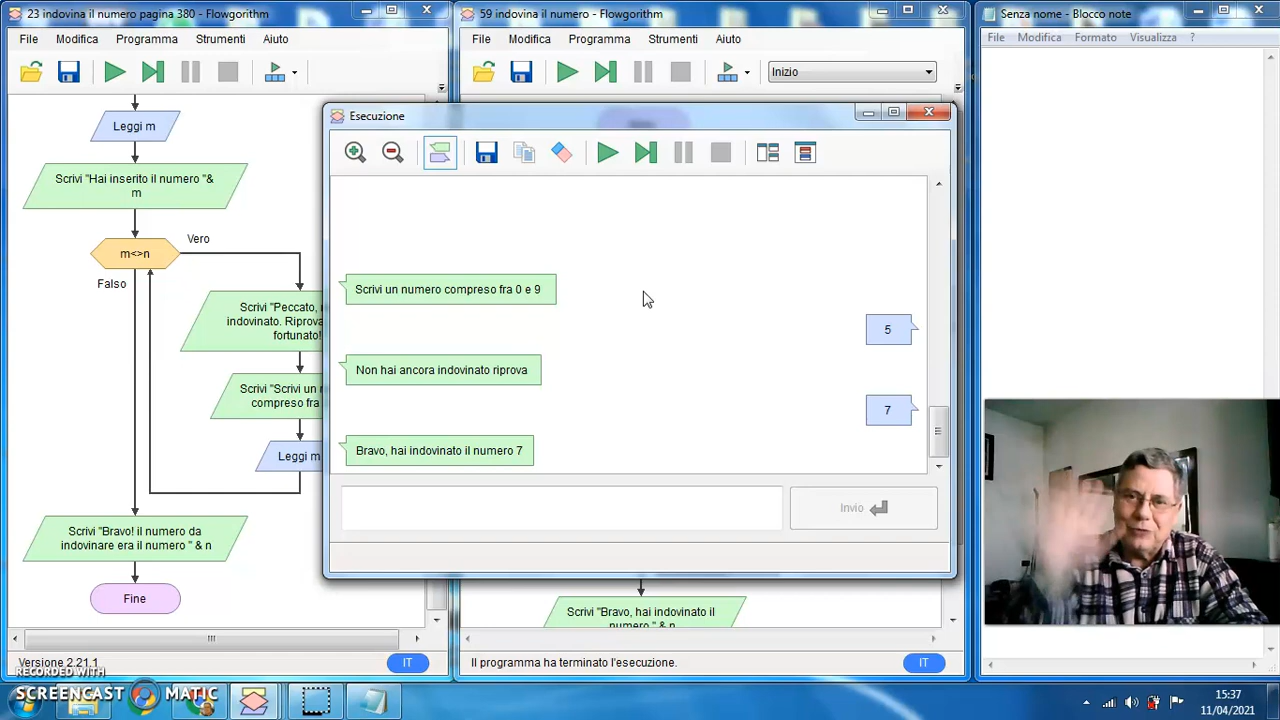 23 indovina il numero pagina 380 - Flowgorithm
File Modifica Programma Strumenti Aiuto
Leggi m
Scrivi "Hai inserito il numero "&
m
m<>n
Vero
Falso
Scrivi "Peccato,
indovinato. Riprova
fortunato!
Scrivi "Scrivi un
compreso fra
Leggi m
Scrivi "Bravo! il numero da
indovinare era il numero " & n
Fine
Versione 2.21.1
IT
59 indovina il numero - Flowgorithm
File Modifica Programma Strumenti Aiuto
Inizio
Esecuzione
Scrivi un numero compreso fra 0 e 9
5
Non hai ancora indovinato riprova
7
Bravo, hai indovinato il numero 7
Invio
Scrivi "Bravo, hai indovinato il
numero " & n
Il programma ha terminato l'esecuzione.
IT
Senza nome - Blocco note
File Modifica Formato Visualizza ?
RECORDED WITH
SCREENCAST MATIC
15:37
11/04/2021